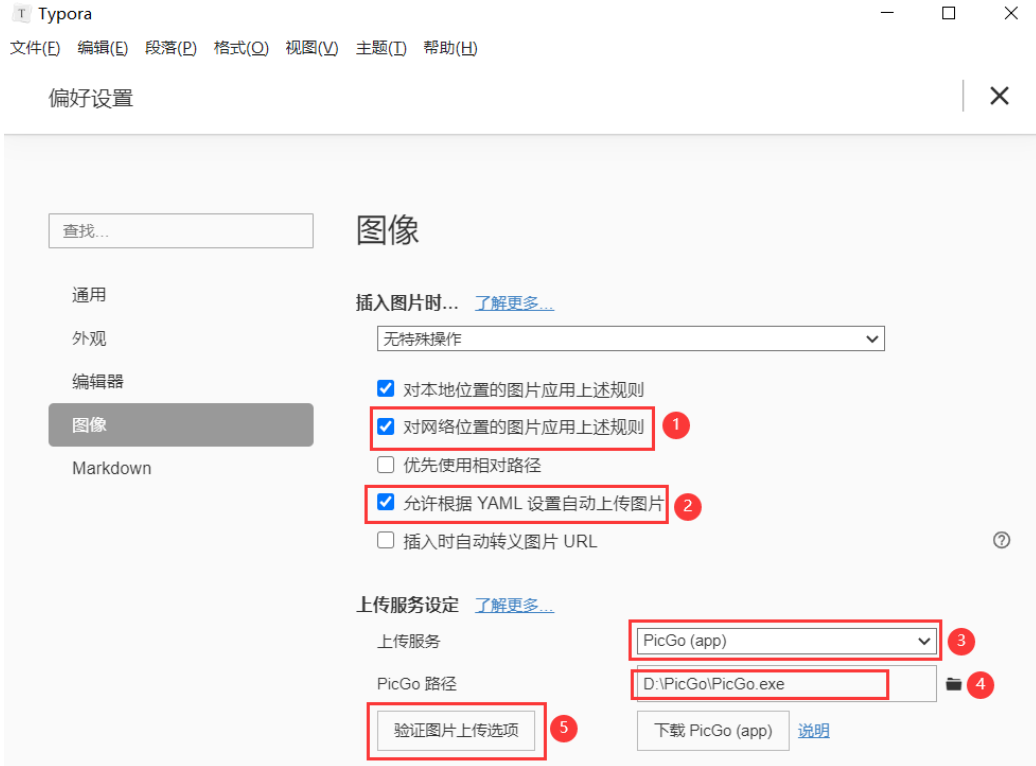 T Typora
文件(F) 编辑(E) 段落(P) 格式(O) 视图(V) 主题(T) 帮助(H)
偏好设置
查找...
通用
外观
编辑器
图像
Markdown
图像
插入图片时... 了解更多...
无特殊操作
对本地位置的图片应用上述规则
对网络位置的图片应用上述规则 1
优先使用相对路径
允许根据 YAML 设置自动上传图片 2
插入时自动转义图片 URL ?
上传服务设定 了解更多...
上传服务 PicGo (app) 3
PicGo 路径 D:\PicGo\PicGo.exe 4
验证图片上传选项 5 下载 PicGo (app) 说明